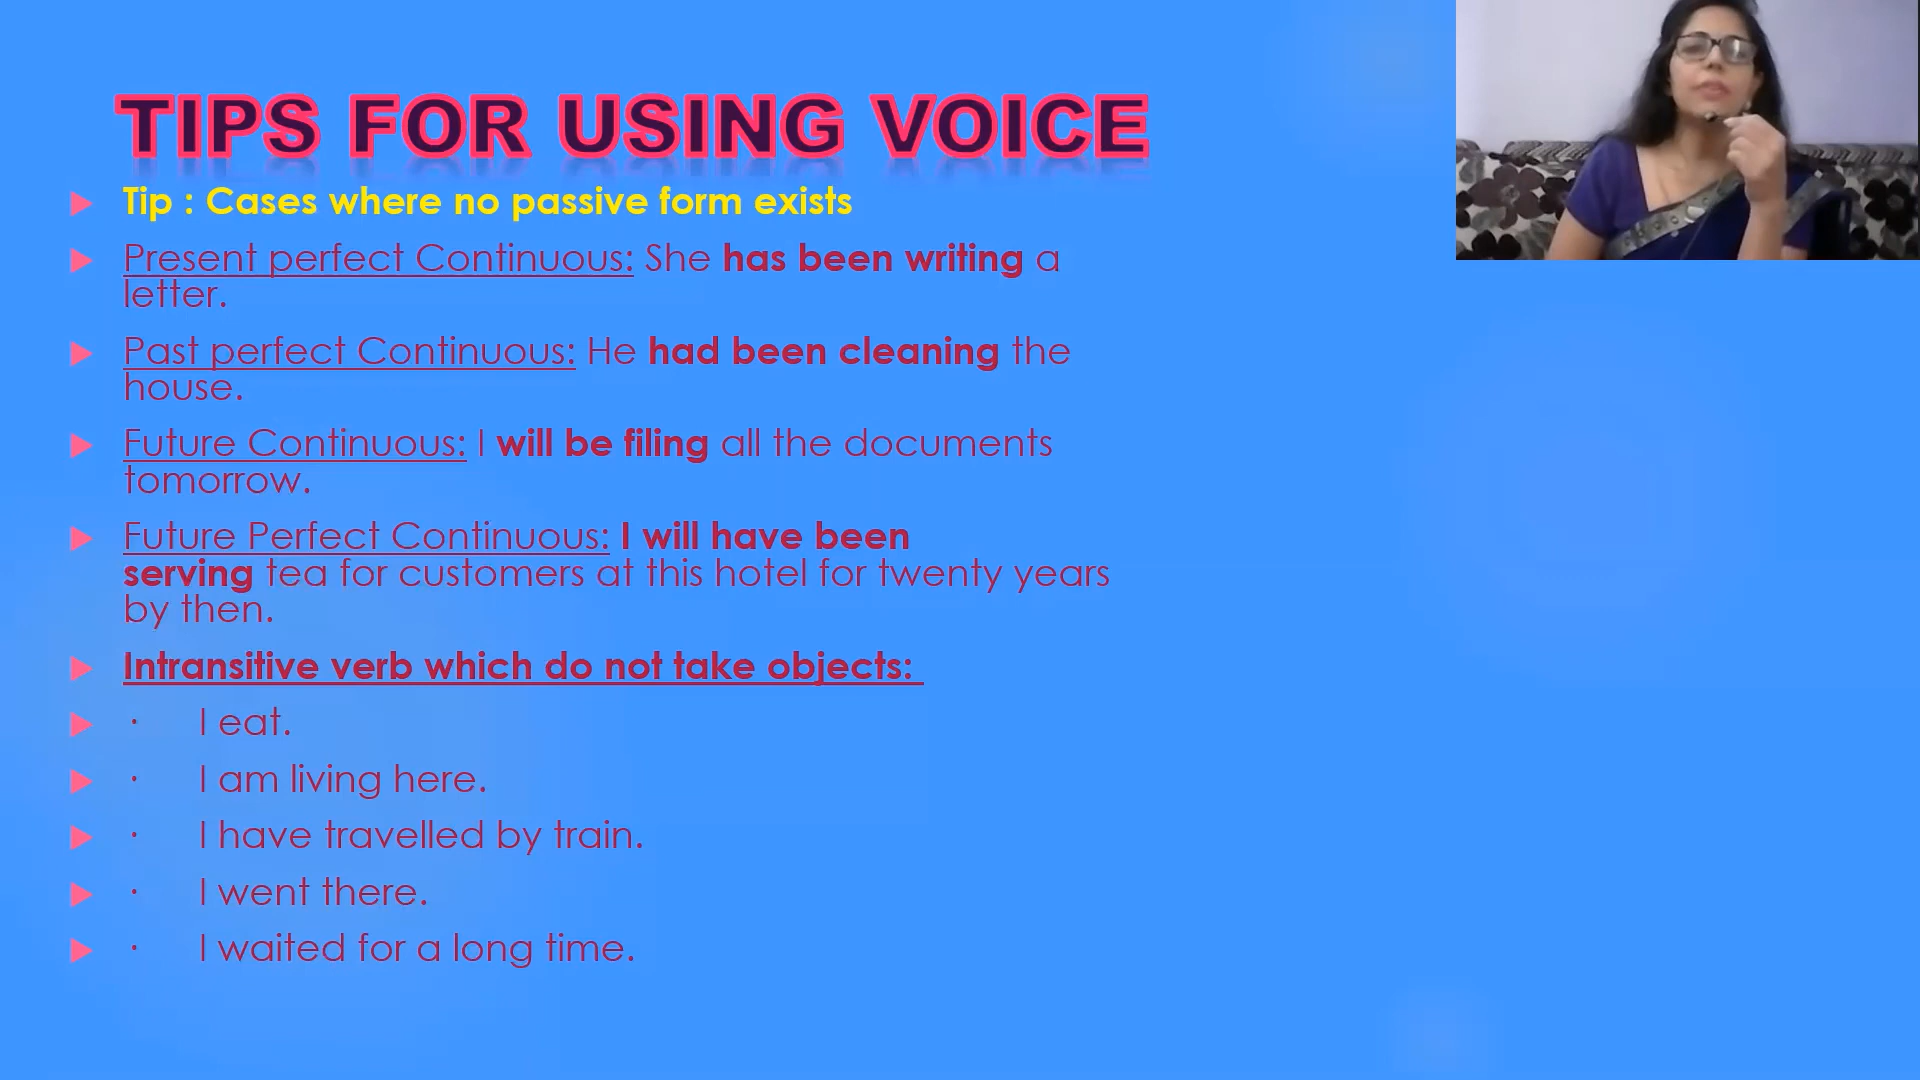 TIPS FOR USING VOICE
Tip : Cases where no passive form exists
Present perfect Continuous: She has been writing a
letter.
Past perfect Continuous: He had been cleaning the
house.
Future Continuous: I will be filing all the documents
tomorrow.
Future Perfect Continuous: I will have been
serving tea for customers at this hotel for twenty years
by then.
Intransitive verb which do not take objects:
· I eat.
· I am living here.
· I have travelled by train.
· I went there.
· I waited for a long time.